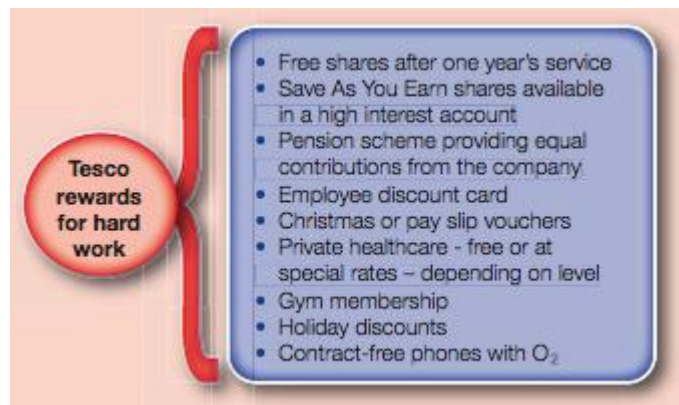 Tesco
rewards
for hard
work
• Free shares after one year's service
• Save As You Earn shares available
in a high interest account
• Pension scheme providing equal
contributions from the company
• Employee discount card
• Christmas or pay slip vouchers
• Private healthcare - free or at
special rates – depending on level
• Gym membership
• Holiday discounts
• Contract-free phones with O₂